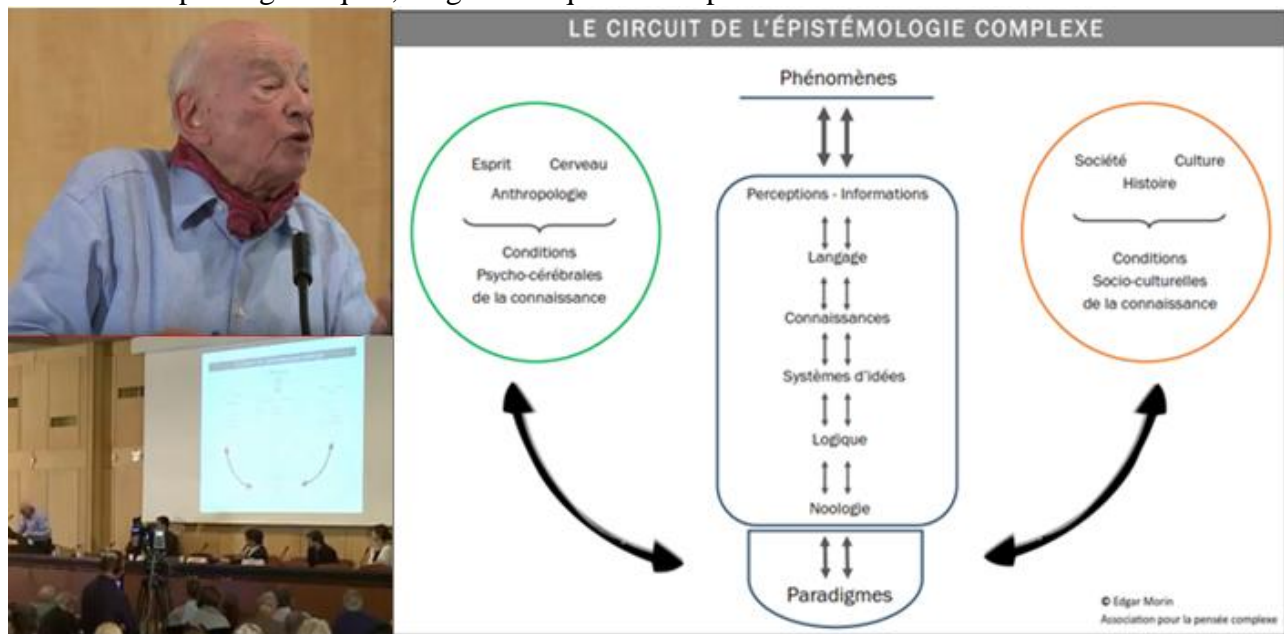 LE CIRCUIT DE L'ÉPISTÉMOLOGIE COMPLEXE
Phénomènes
Esprit Cerveau
Anthropologie
Conditions
Psycho-cérébrales
de la connaissance
Perceptions - Informations
Langage
Connaissances
Systèmes d'idées
Logique
Noologie
Paradigmes
Société Culture
Histoire
Conditions
Socio-culturelles
de la connaissance
© Edgar Morin
Association pour la pensée complexe